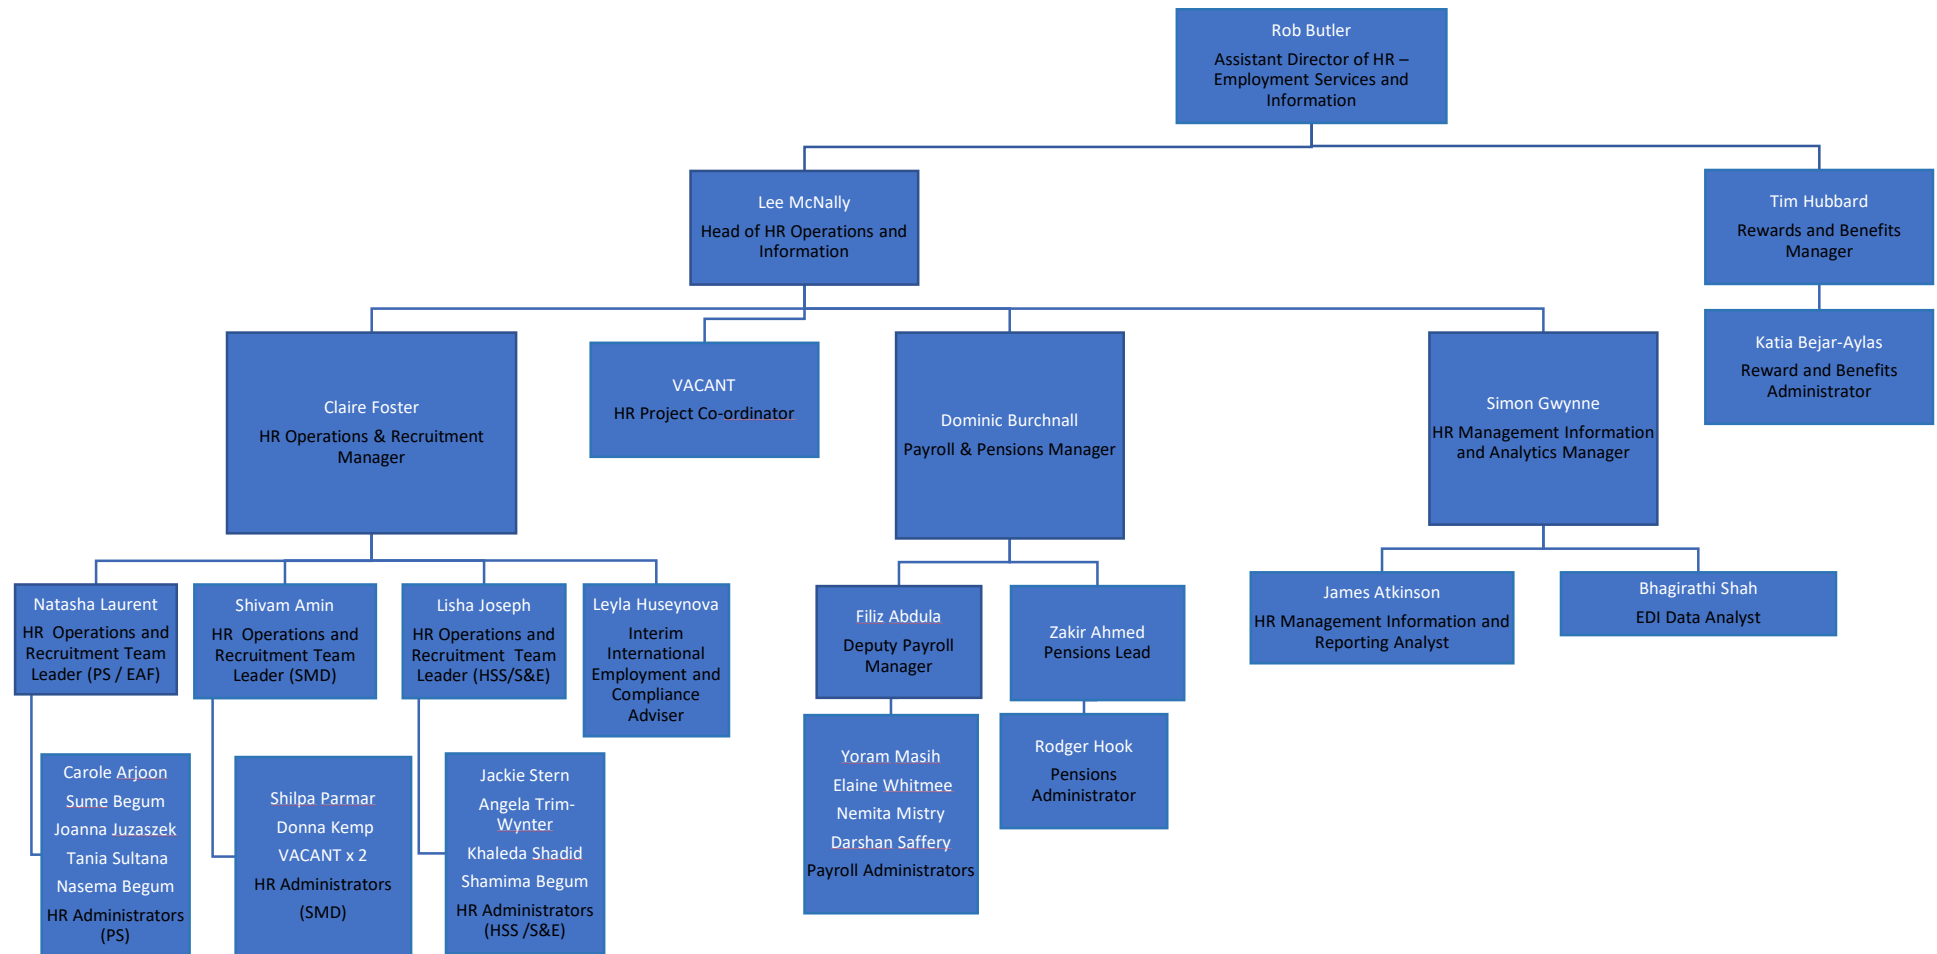 Rob Butler
Assistant Director of HR –
Employment Services and
Information
Lee McNally
Head of HR Operations and
Information
Tim Hubbard
Rewards and Benefits
Manager
Claire Foster
HR Operations & Recruitment
Manager
VACANT
HR Project Co-ordinator
Dominic Burchnall
Payroll & Pensions Manager
Simon Gwynne
HR Management Information
and Analytics Manager
Katia Bejar-Aylas
Reward and Benefits
Administrator
Natasha Laurent
HR Operations and
Recruitment Team
Leader (PS / EAF)
Shivam Amin
HR Operations and
Recruitment Team
Leader (SMD)
Lisha Joseph
HR Operations and
Recruitment Team
Leader (HSS/S&E)
Leyla Huseynova
Interim
International
Employment and
Compliance
Adviser
Filiz Abdula
Deputy Payroll
Manager
Zakir Ahmed
Pensions Lead
James Atkinson
HR Management Information and
Reporting Analyst
Bhagirathi Shah
EDI Data Analyst
Carole Arjoon
Sume Begum
Joanna Juzaszek
Tania Sultana
Nasema Begum
HR Administrators
(PS)
Shilpa Parmar
Donna Kemp
VACANT x 2
HR Administrators
(SMD)
Jackie Stern
Angela Trim-
Wynter
Khaleda Shadid
Shamima Begum
HR Administrators
(HSS /S&E)
Yoram Masih
Elaine Whitmee
Nemita Mistry
Darshan Saffery
Payroll Administrators
Rodger Hook
Pensions
Administrator